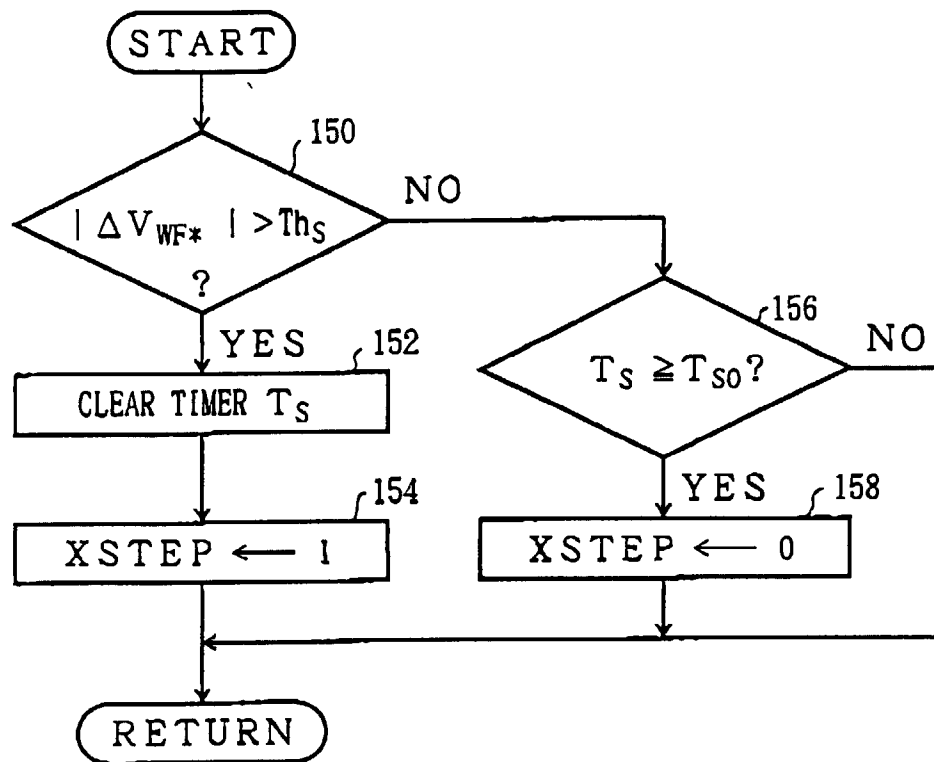 START
150
| ΔV_WF* | > Th_S
?
NO
YES
152
CLEAR TIMER T_S
154
XSTEP ← 1
156
T_S ≧ T_S0 ?
NO
YES
158
XSTEP ← 0
RETURN